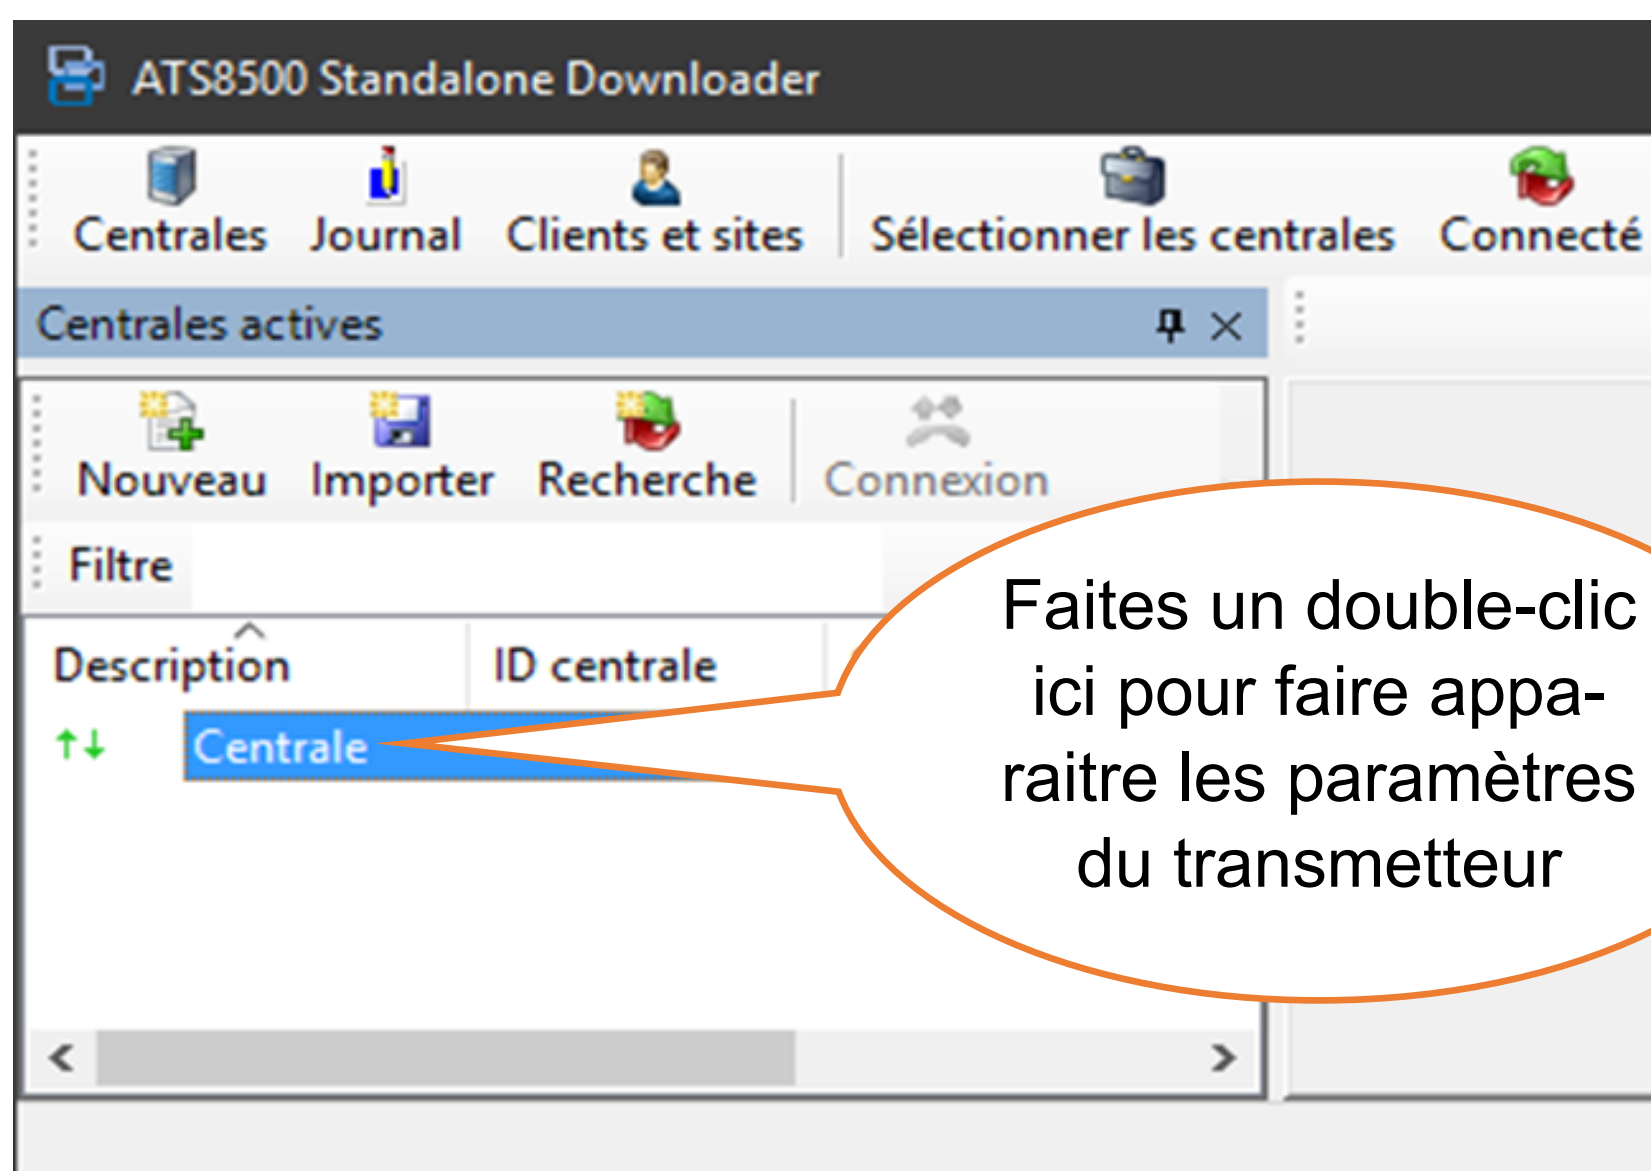 ATS8500 Standalone Downloader
Centrales Journal Clients et sites Sélectionner les centrales Connecté
Centrales actives
Nouveau Importer Recherche Connexion
Filtre
Description ID centrale
Centrale
Faites un double-clic
ici pour faire appa-
raitre les paramètres
du transmetteur